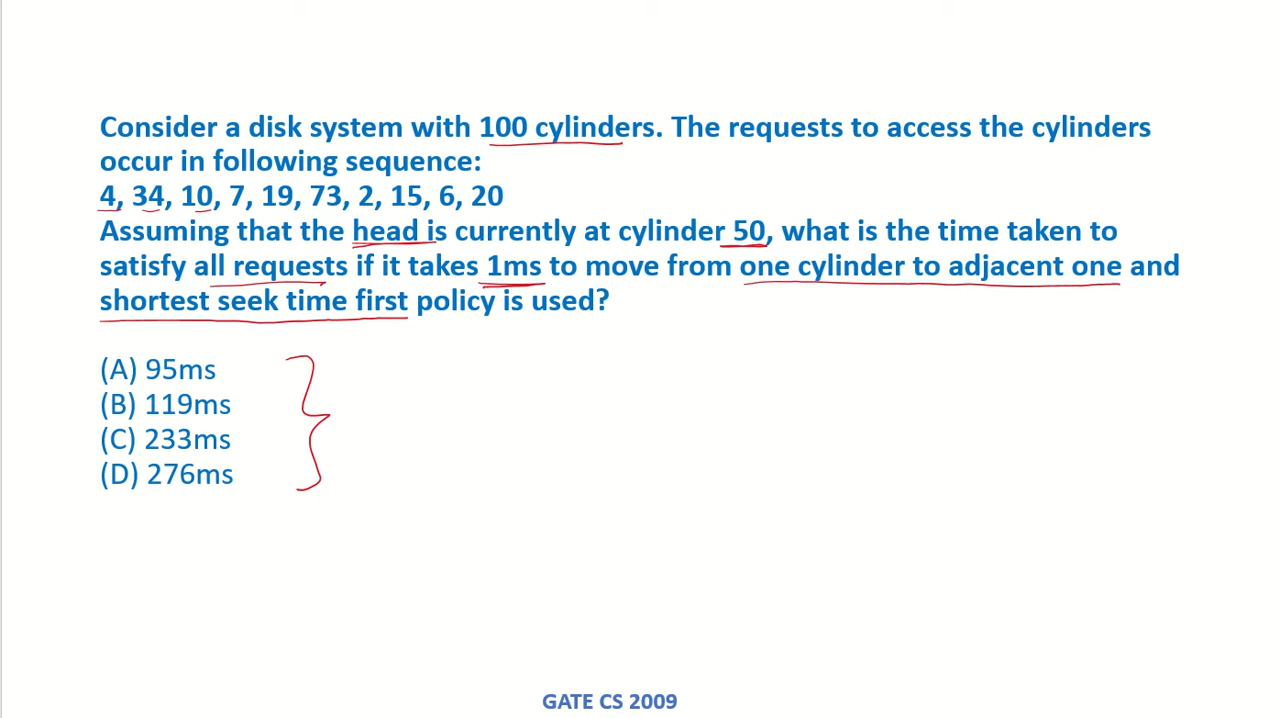 Consider a disk system with 100 cylinders. The requests to access the cylinders
occur in following sequence:
4, 34, 10, 7, 19, 73, 2, 15, 6, 20
Assuming that the head is currently at cylinder 50, what is the time taken to
satisfy all requests if it takes 1ms to move from one cylinder to adjacent one and
shortest seek time first policy is used?
(A) 95ms
(B) 119ms
(C) 233ms
(D) 276ms
GATE CS 2009